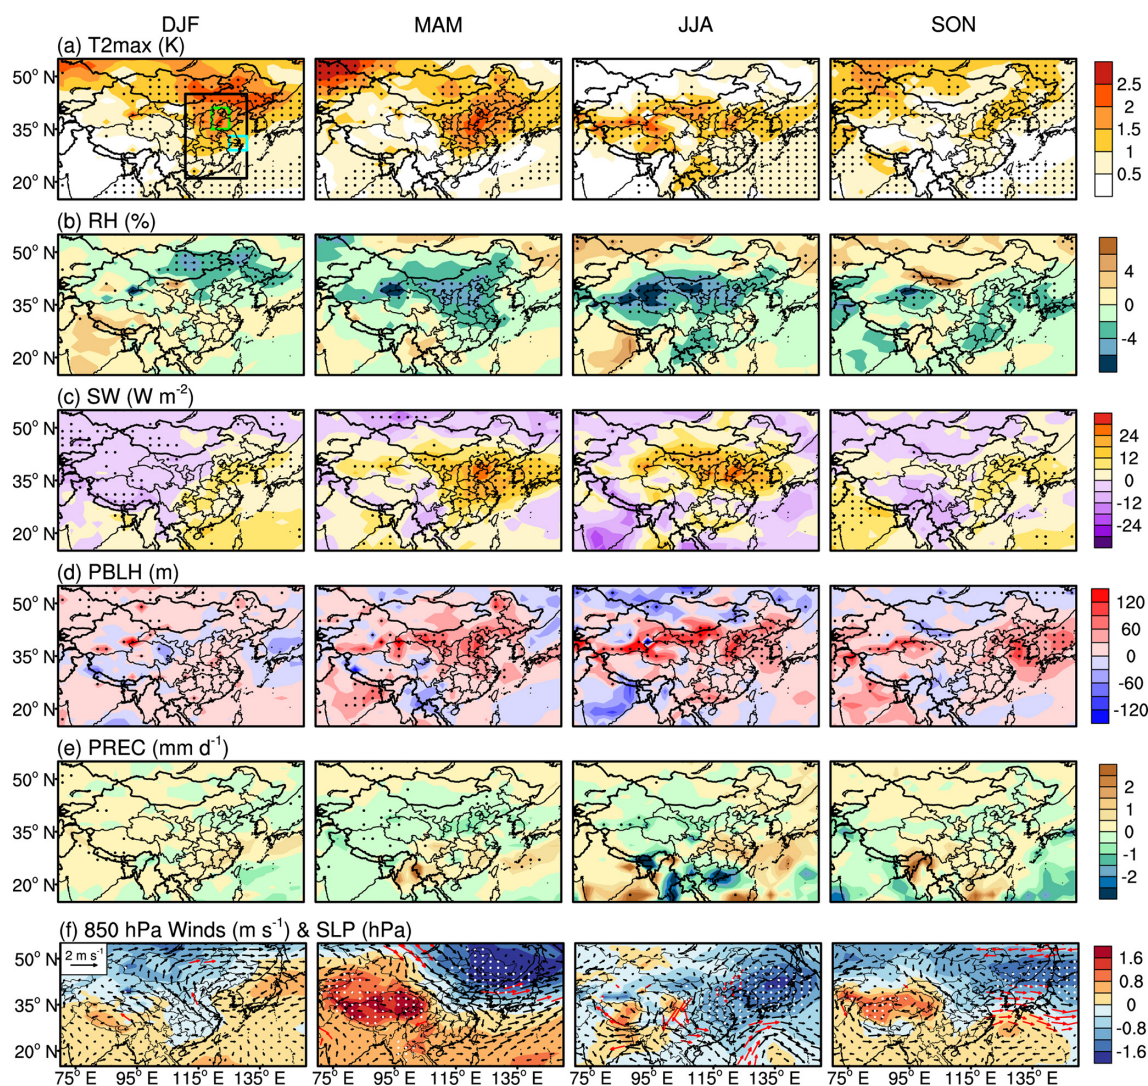 DJF MAM JJA SON
(a) T2max (K)
50° N
35° N
20° N
2.5
2
1.5
1
0.5
(b) RH (%)
50° N
35° N
20° N
4
0
-4
(c) SW (W m-2)
50° N
35° N
20° N
24
12
0
-12
-24
(d) PBLH (m)
50° N
35° N
20° N
120
60
0
-60
-120
(e) PREC (mm d-1)
50° N
35° N
20° N
2
1
0
-1
-2
(f) 850 hPa Winds (m s-1) & SLP (hPa)
2 m s-1
50° N
35° N
20° N
1.6
0.8
0
-0.8
-1.6
75° E 95° E 115° E 135° E 75° E 95° E 115° E 135° E 75° E 95° E 115° E 135° E 75° E 95° E 115° E 135° E